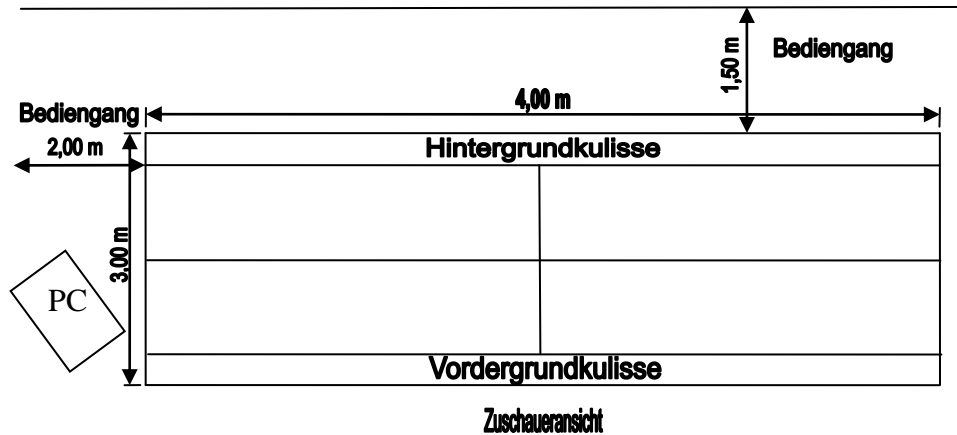 1,50 m
Bediengang
Bediengang
4,00 m
2,00 m
Hintergrundkulisse
3,00 m
PC
Vordergrundkulisse
Zuschaueransicht